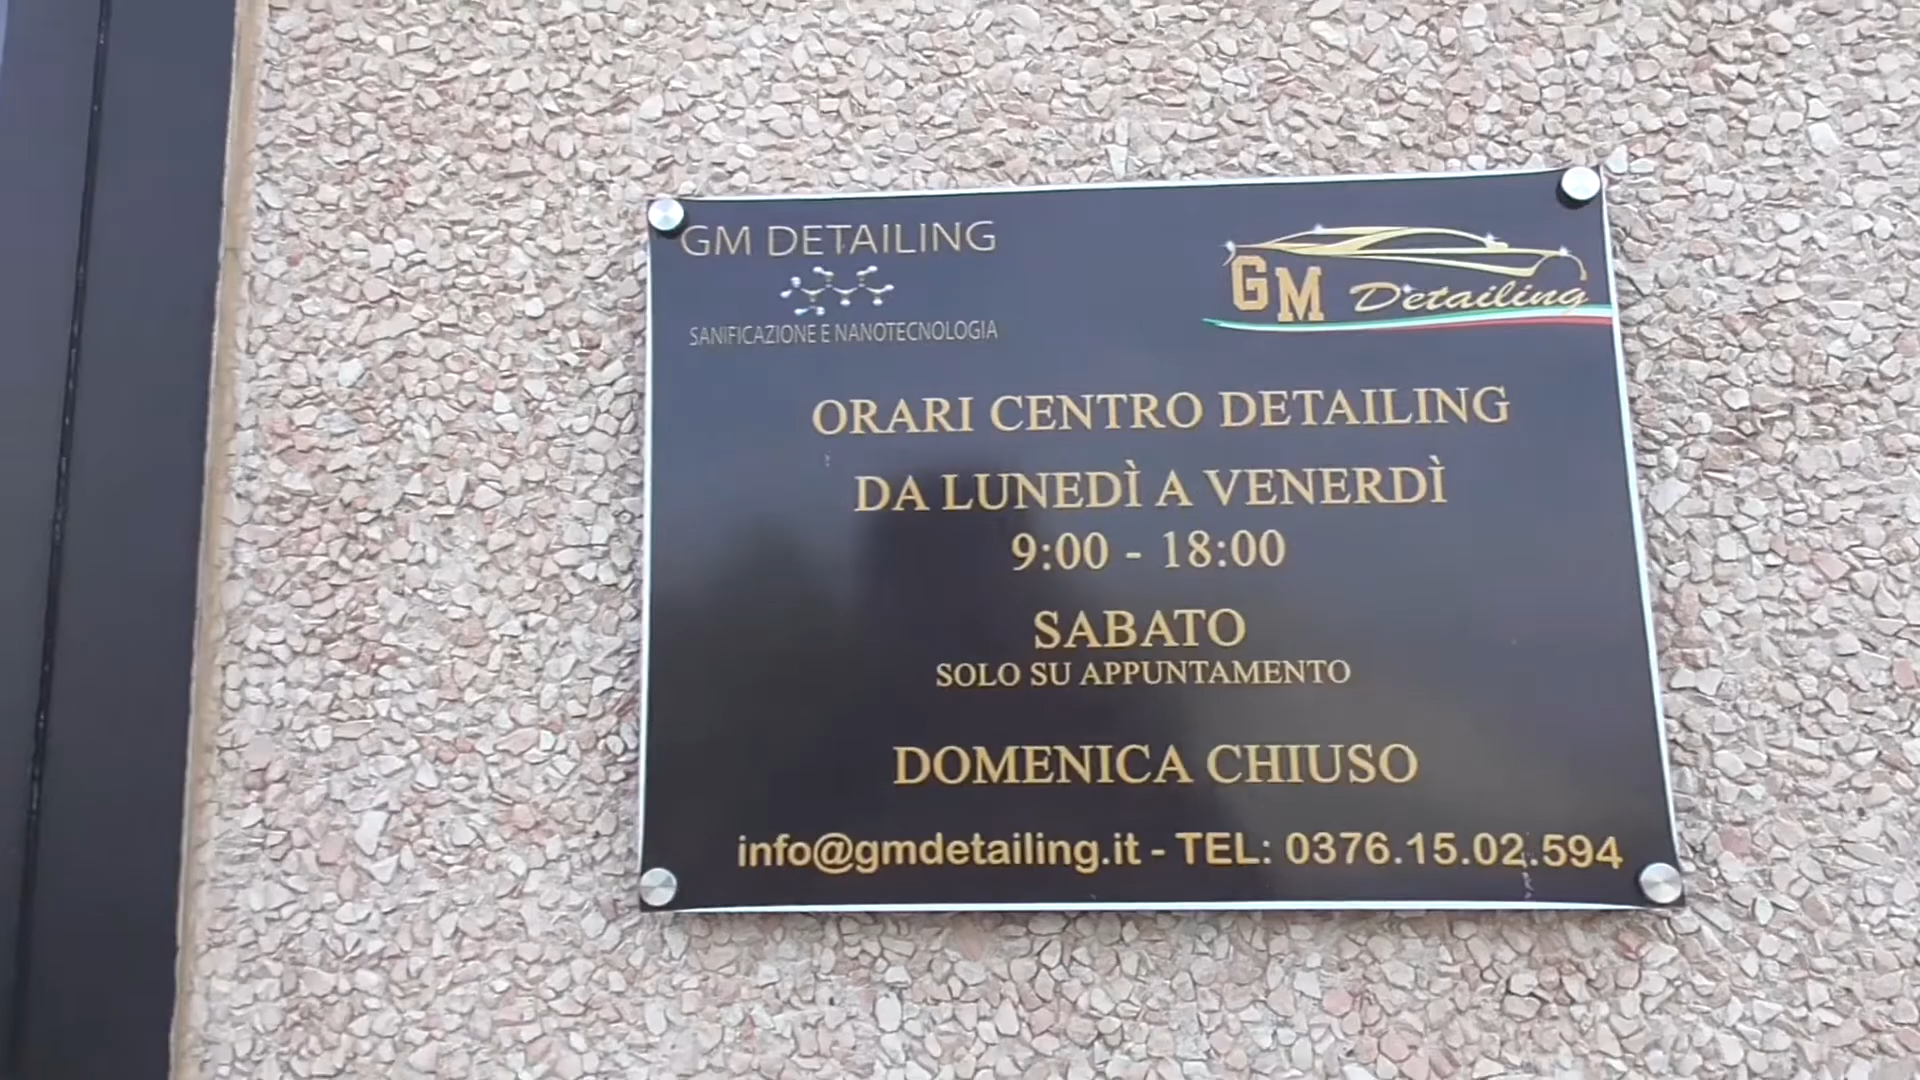 GM DETAILING
SANIFICAZIONE E NANOTECNOLOGIA
GM Detailing
ORARI CENTRO DETAILING
DA LUNEDÌ A VENERDÌ
9:00 - 18:00
SABATO
SOLO SU APPUNTAMENTO
DOMENICA CHIUSO
info@gmdetailing.it - TEL: 0376.15.02.594